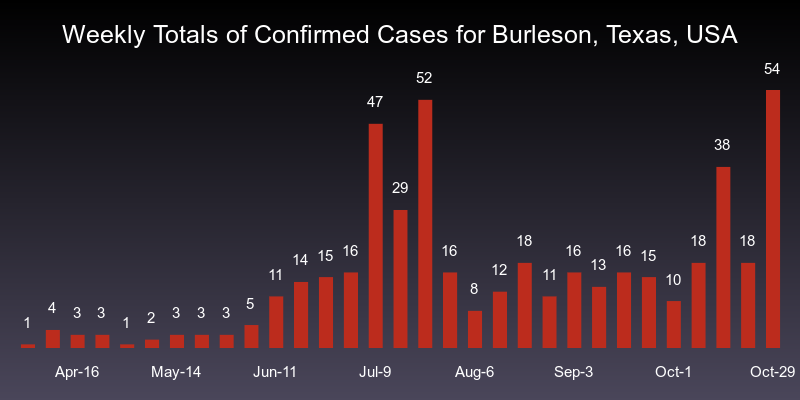 Weekly Totals of Confirmed Cases for Burleson, Texas, USA
1 4 3 3 1 2 3 3 3 5 11 14 15 16 47 29 52 16 8 12 18 11 16 13 16 15 10 18 38 18 54
Apr-16 May-14 Jun-11 Jul-9 Aug-6 Sep-3 Oct-1 Oct-29